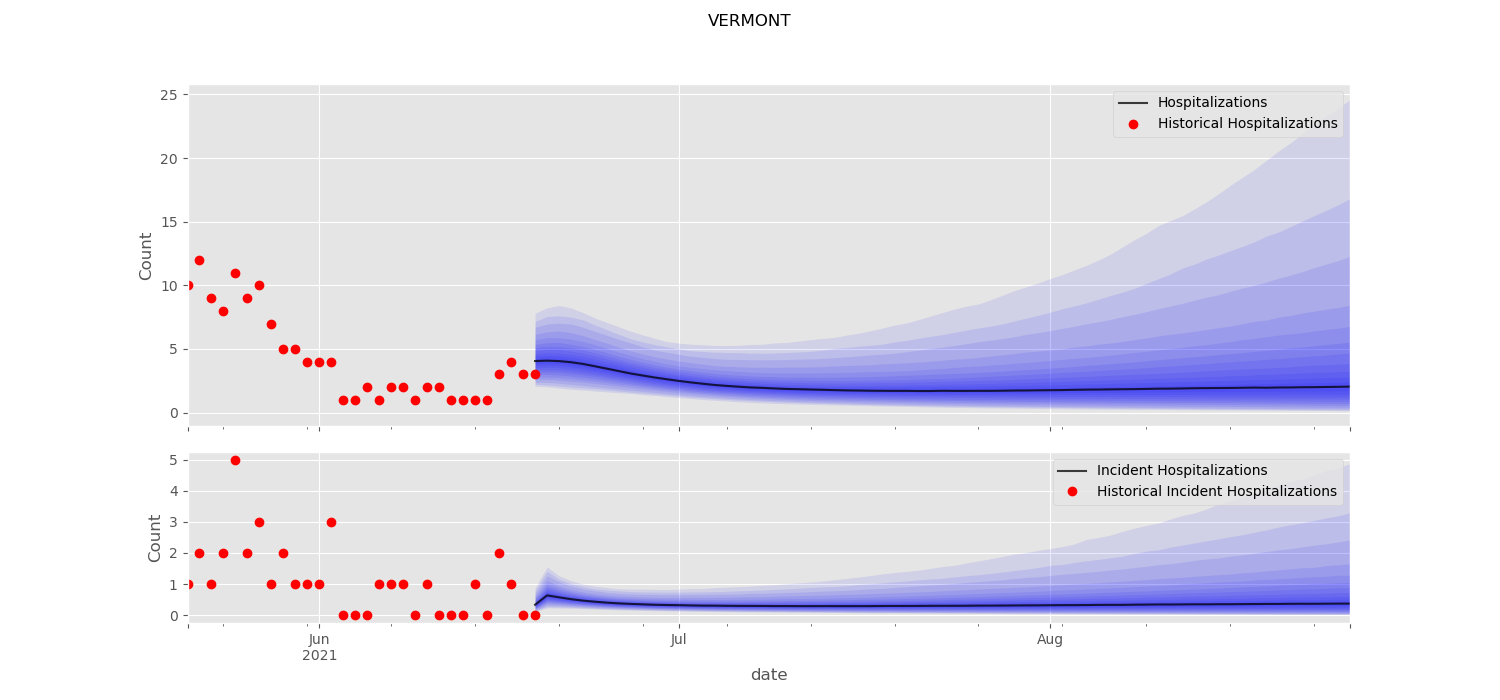 VERMONT
25
20
15
10
5
0
Count
Hospitalizations
Historical Hospitalizations
5
4
3
2
1
0
Count
Incident Hospitalizations
Historical Incident Hospitalizations
Jun
2021
Jul
Aug
date